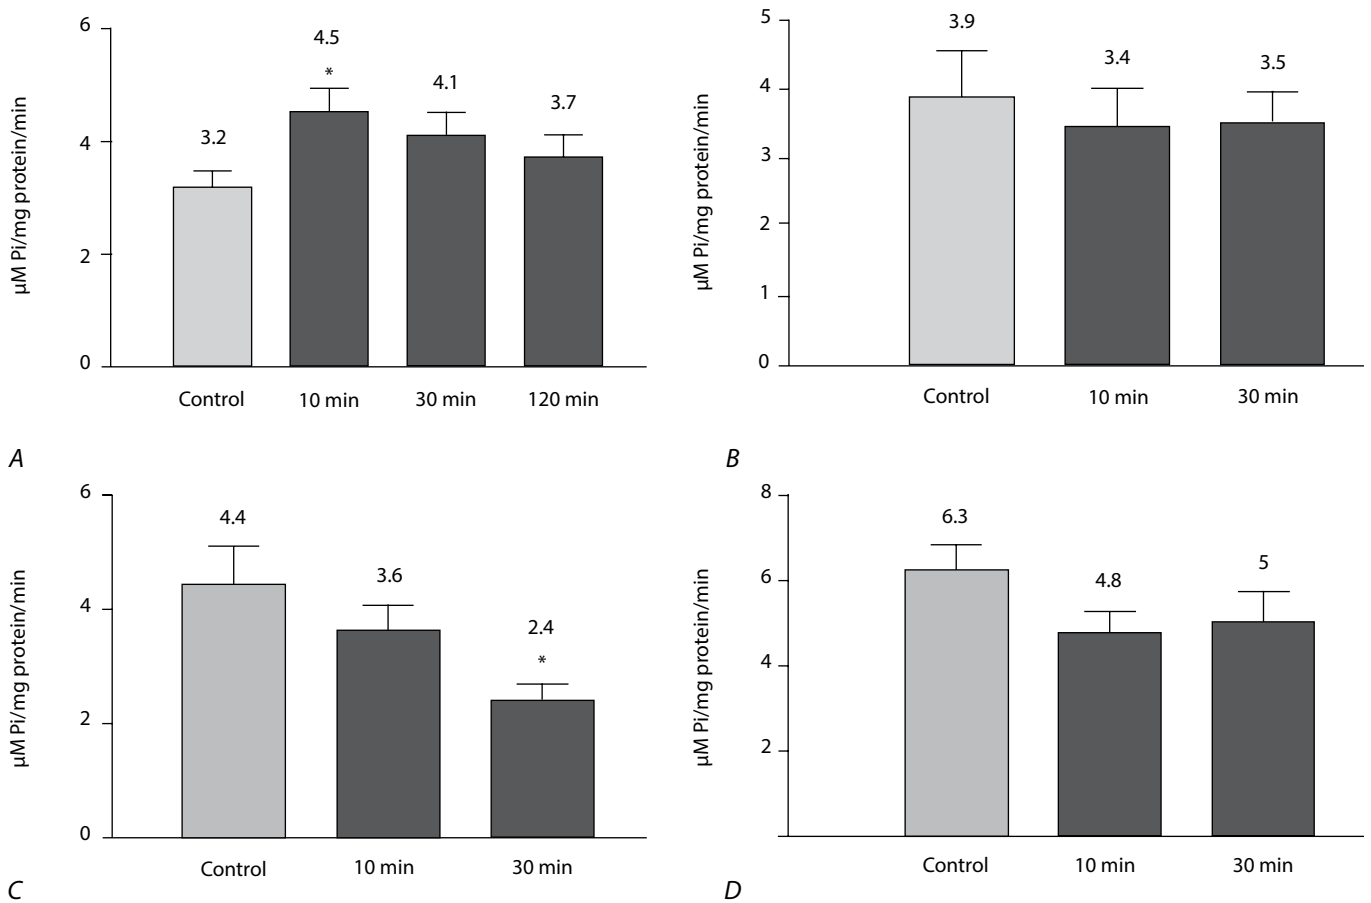 6
4
2
0
µM Pi/mg protein/min
3.2
4.5
*
4.1
3.7
Control
10 min
30 min
120 min
A
5
4
3
2
1
0
µM Pi/mg protein/min
3.9
3.4
3.5
Control
10 min
30 min
B
6
4
2
0
µM Pi/mg protein/min
4.4
3.6
2.4
*
Control
10 min
30 min
C
8
6
4
2
µM Pi/mg protein/min
6.3
4.8
5
Control
10 min
30 min
D